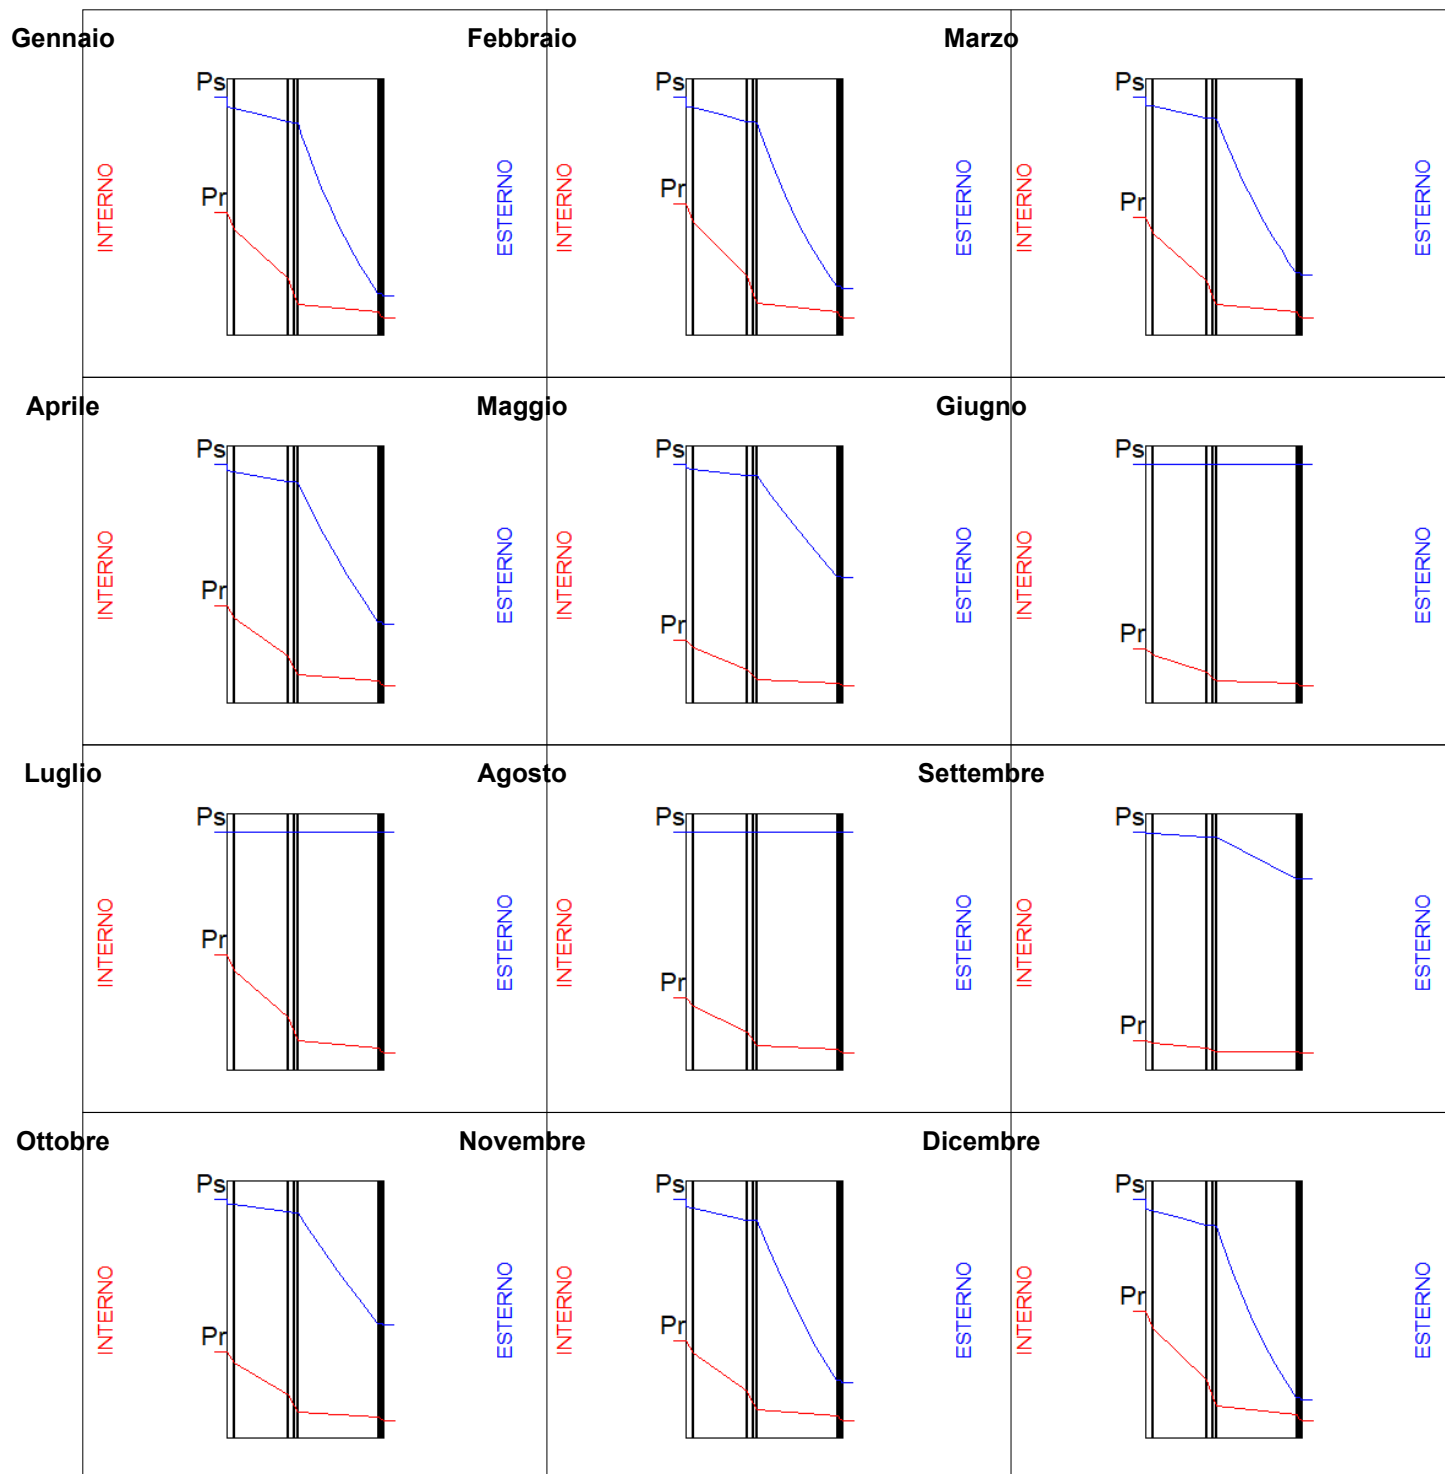 Gennaio Febbraio Marzo
Ps Ps Ps
Pr Pr Pr
INTERNO ESTERNO INTERNO ESTERNO INTERNO ESTERNO
Aprile Maggio Giugno
Ps Ps Ps
Pr Pr Pr
INTERNO ESTERNO INTERNO ESTERNO INTERNO ESTERNO
Luglio Agosto Settembre
Ps Ps Ps
Pr Pr Pr
INTERNO ESTERNO INTERNO ESTERNO INTERNO ESTERNO
Ottobre Novembre Dicembre
Ps Ps Ps
Pr Pr Pr
INTERNO ESTERNO INTERNO ESTERNO INTERNO ESTERNO